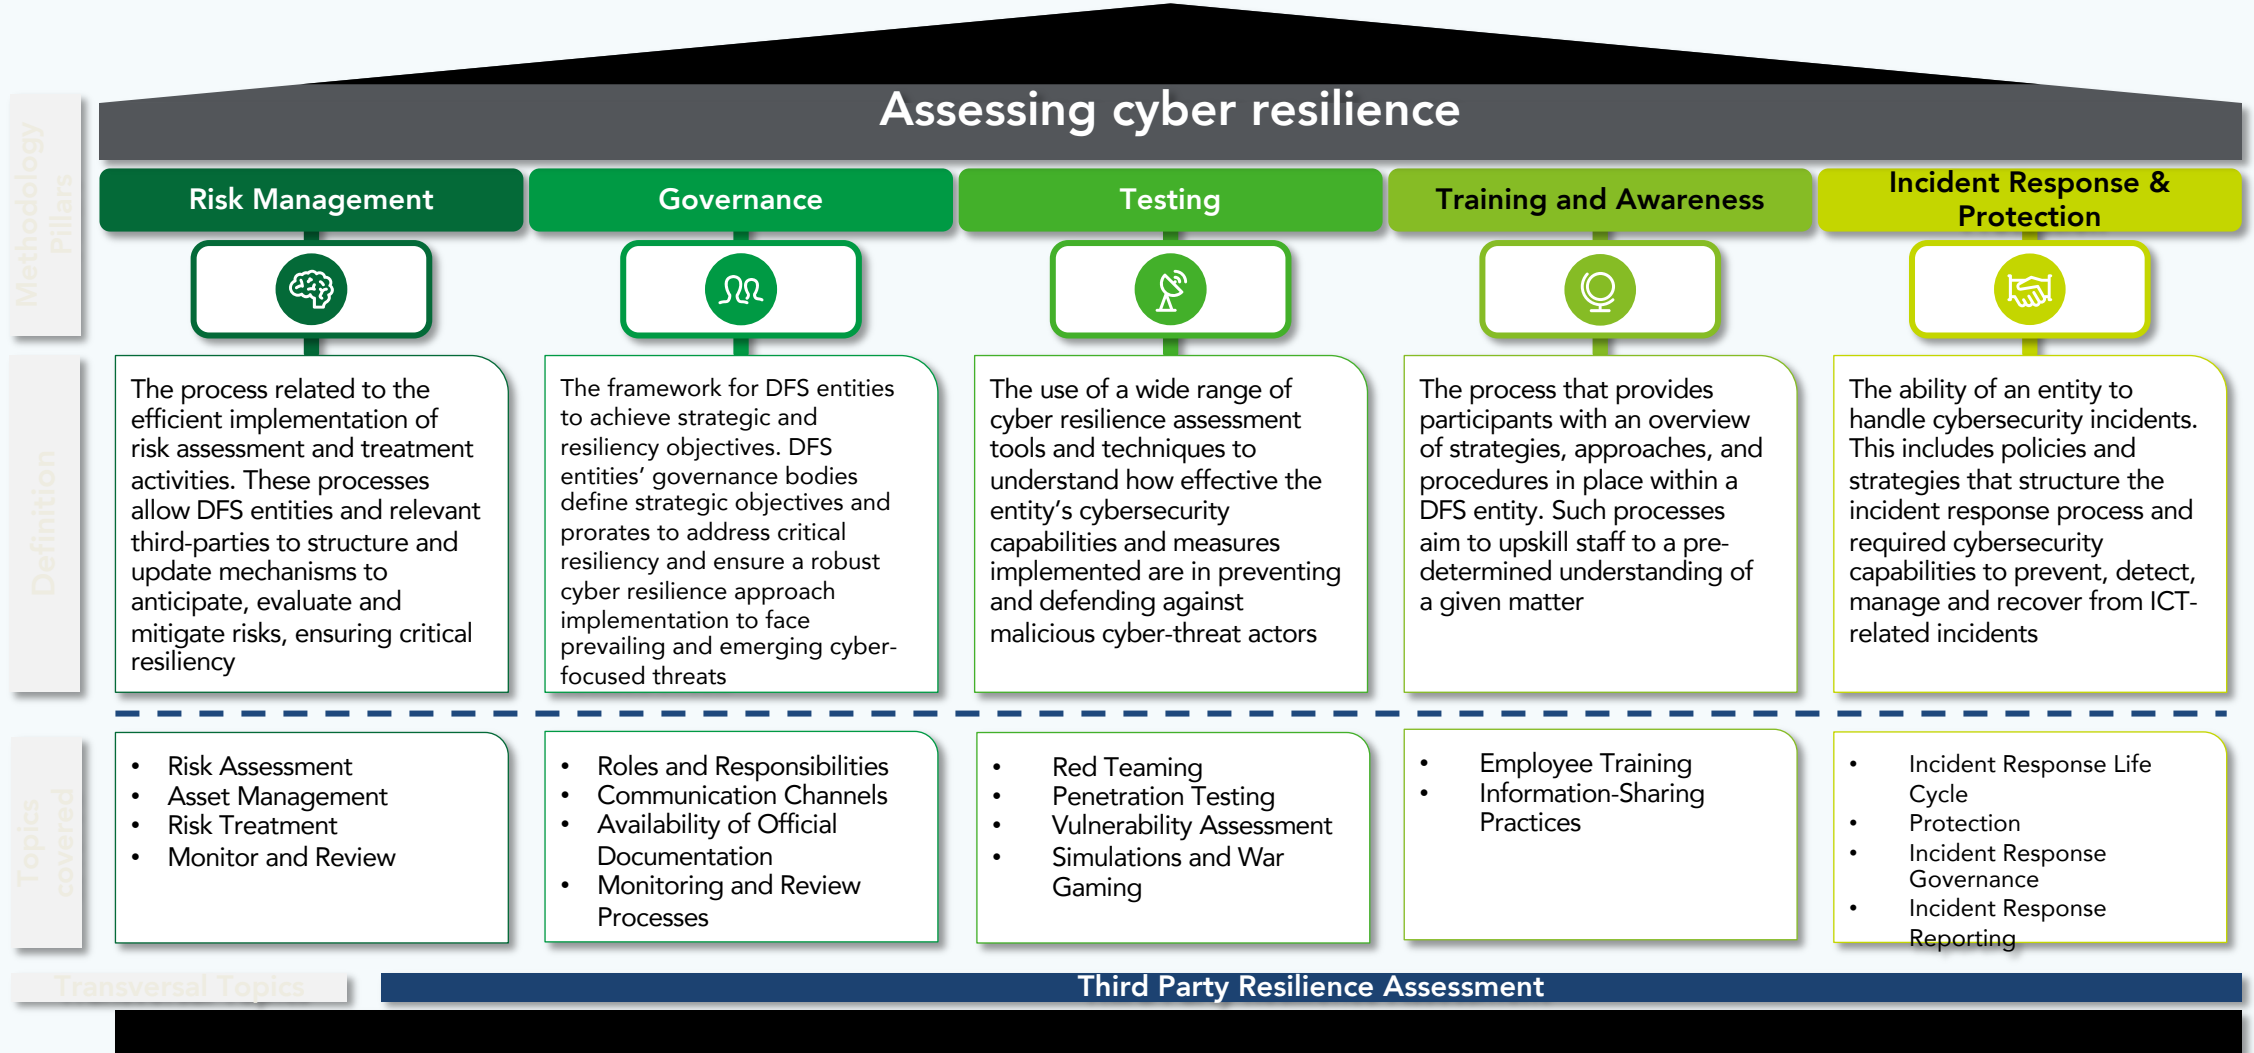 Assessing cyber resilience
Methodology
Pillars
Risk Management
Governance
Testing
Training and Awareness
Incident Response &
Protection
Definition
The process related to the
efficient implementation of
risk assessment and treatment
activities. These processes
allow DFS entities and relevant
third-parties to structure and
update mechanisms to
anticipate, evaluate and
mitigate risks, ensuring critical
resiliency
The framework for DFS entities
to achieve strategic and
resiliency objectives. DFS
entities’ governance bodies
define strategic objectives and
prorates to address critical
resiliency and ensure a robust
cyber resilience approach
implementation to face
prevailing and emerging cyber-
focused threats
The use of a wide range of
cyber resilience assessment
tools and techniques to
understand how effective the
entity’s cybersecurity
capabilities and measures
implemented are in preventing
and defending against
malicious cyber-threat actors
The process that provides
participants with an overview
of strategies, approaches, and
procedures in place within a
DFS entity. Such processes
aim to upskill staff to a pre-
determined understanding of
a given matter
The ability of an entity to
handle cybersecurity incidents.
This includes policies and
strategies that structure the
incident response process and
required cybersecurity
capabilities to prevent, detect,
manage and recover from ICT-
related incidents
Topics
covered
• Risk Assessment
• Asset Management
• Risk Treatment
• Monitor and Review
• Roles and Responsibilities
• Communication Channels
• Availability of Official
Documentation
• Monitoring and Review
Processes
• Red Teaming
• Penetration Testing
• Vulnerability Assessment
• Simulations and War
Gaming
• Employee Training
• Information-Sharing
Practices
• Incident Response Life
Cycle
• Protection
• Incident Response
Governance
• Incident Response
Reporting
Transversal Topics
Third Party Resilience Assessment